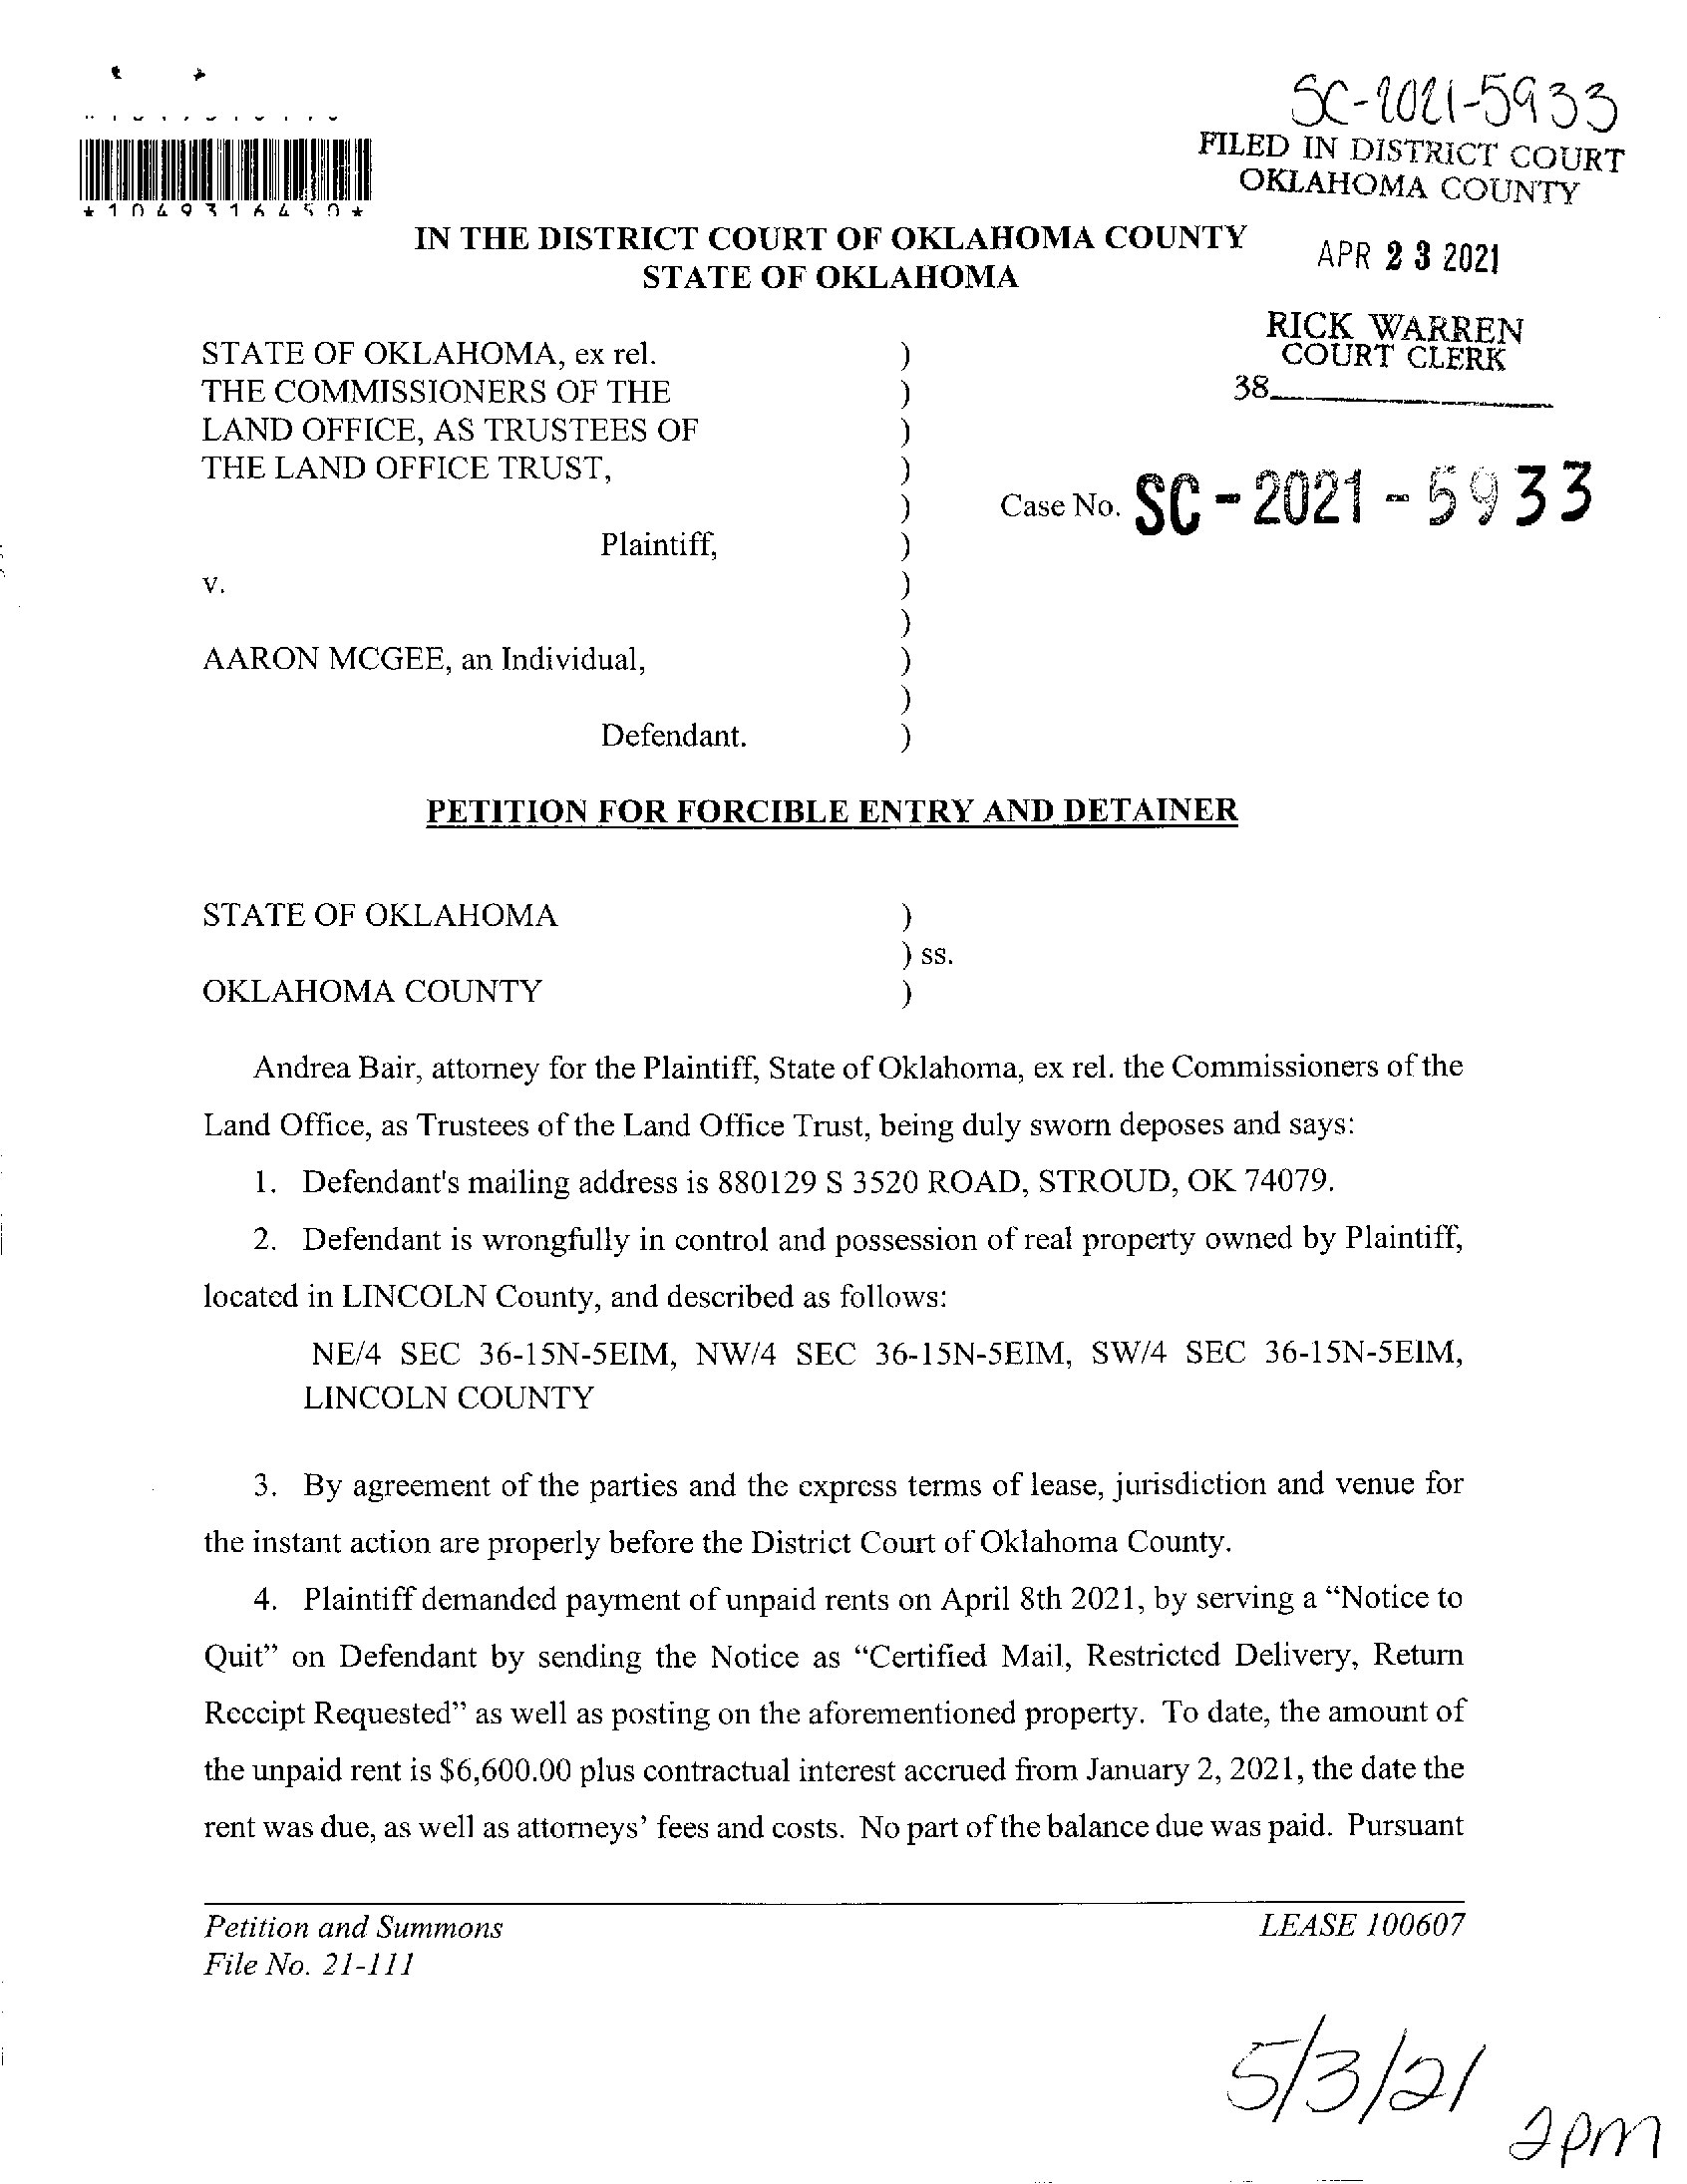 SC-2021-5933
FILED IN DISTRICT COURT
OKLAHOMA COUNTY
*1049316450*
IN THE DISTRICT COURT OF OKLAHOMA COUNTY
STATE OF OKLAHOMA
APR 23 2021
RICK WARREN
COURT CLERK
38
STATE OF OKLAHOMA, ex rel. )
THE COMMISSIONERS OF THE )
LAND OFFICE, AS TRUSTEES OF )
THE LAND OFFICE TRUST, )
) Case No. SC-2021-5933
Plaintiff, )
v. )
)
AARON MCGEE, an Individual, )
)
Defendant. )
PETITION FOR FORCIBLE ENTRY AND DETAINER
STATE OF OKLAHOMA )
) ss.
OKLAHOMA COUNTY )
Andrea Bair, attorney for the Plaintiff, State of Oklahoma, ex rel. the Commissioners of the
Land Office, as Trustees of the Land Office Trust, being duly sworn deposes and says:
1. Defendant's mailing address is 880129 S 3520 ROAD, STROUD, OK 74079.
2. Defendant is wrongfully in control and possession of real property owned by Plaintiff,
located in LINCOLN County, and described as follows:
NE/4 SEC 36-15N-5EIM, NW/4 SEC 36-15N-5EIM, SW/4 SEC 36-15N-5EIM,
LINCOLN COUNTY
3. By agreement of the parties and the express terms of lease, jurisdiction and venue for
the instant action are properly before the District Court of Oklahoma County.
4. Plaintiff demanded payment of unpaid rents on April 8th 2021, by serving a “Notice to
Quit” on Defendant by sending the Notice as “Certified Mail, Restricted Delivery, Return
Receipt Requested” as well as posting on the aforementioned property. To date, the amount of
the unpaid rent is $6,600.00 plus contractual interest accrued from January 2, 2021, the date the
rent was due, as well as attorneys’ fees and costs. No part of the balance due was paid. Pursuant
Petition and Summons LEASE 100607
File No. 21-111
5/3/21
2pm